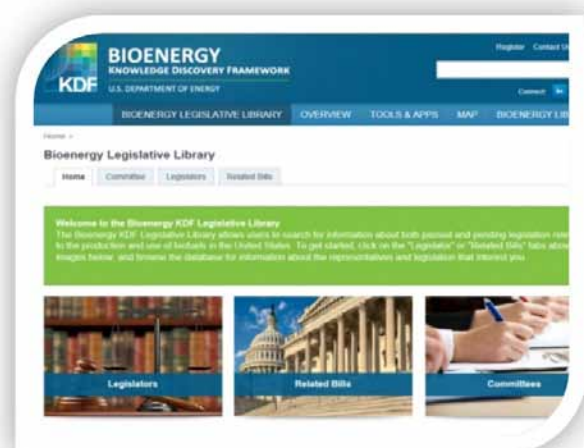 KDF
BIOENERGY
KNOWLEDGE DISCOVERY FRAMEWORK
U.S. DEPARTMENT OF ENERGY
Register Contact U
Connect:
BIOENERGY LEGISLATIVE LIBRARY OVERVIEW TOOLS & APPS MAP BIOENERGY LIB
Home >
Bioenergy Legislative Library
Home Committee Legislators Related Bills
Welcome to the Bioenergy KDF Legislative Library
The Bioenergy KDF Legislative Library allows users to search for information about both passed and pending legislation
to the production and use of biofuels in the United States. To get started, click on the "Legislator" or "Related Bills" tabs above
images below, and browse the database for information about the representatives and legislation that interest you.
Legislators
Related Bills
Committees